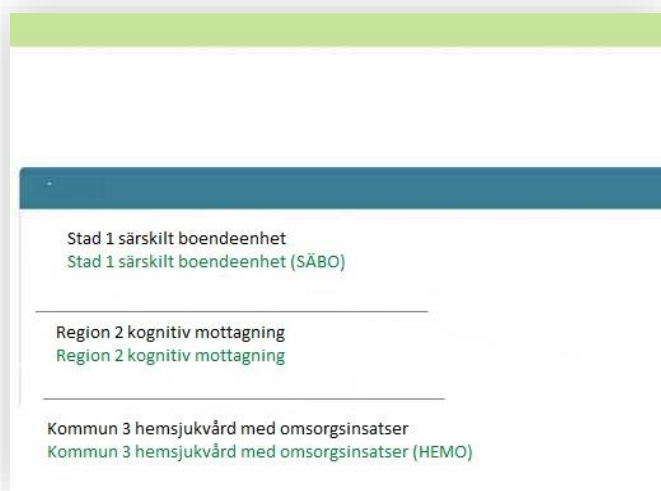 Stad 1 särskilt boendeenhet
Stad 1 särskilt boendeenhet (SÄBO)
Region 2 kognitiv mottagning
Region 2 kognitiv mottagning
Kommun 3 hemsjukvård med omsorgsinsatser
Kommun 3 hemsjukvård med omsorgsinsatser (HEMO)